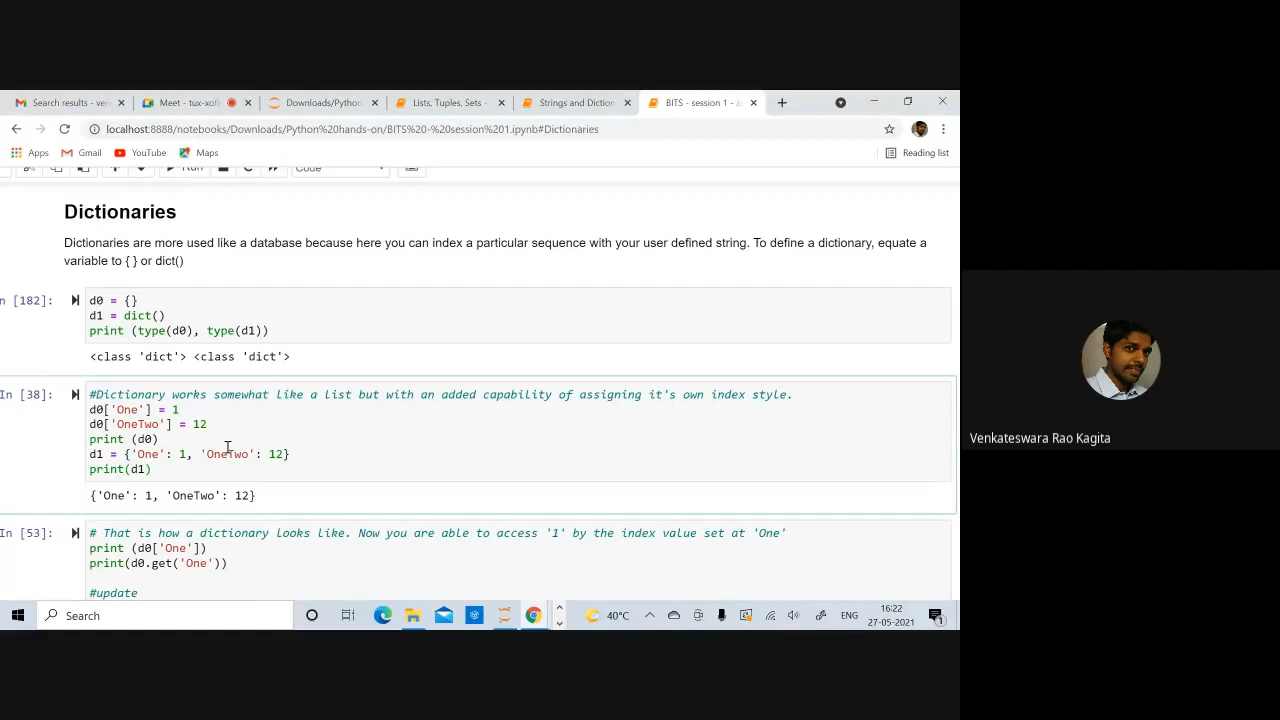 Search results - ven
Meet - tux-xofl
Downloads/Python
Lists, Tuples, Sets -
Strings and Diction
BITS - session 1 - J
localhost:8888/notebooks/Downloads/Python%20hands-on/BITS%20-%20session%201.ipynb#Dictionaries
Apps
Gmail
YouTube
Maps
Reading list
Run
Code
Dictionaries
Dictionaries are more used like a database because here you can index a particular sequence with your user defined string. To define a dictionary, equate a
variable to { } or dict()
n [182]:
d0 = {}
d1 = dict()
print (type(d0), type(d1))
<class 'dict'> <class 'dict'>
In [38]:
#Dictionary works somewhat like a list but with an added capability of assigning it's own index style.
d0['One'] = 1
d0['OneTwo'] = 12
print (d0)
d1 = {'One': 1, 'OneTwo': 12}
print(d1)
{'One': 1, 'OneTwo': 12}
In [53]:
# That is how a dictionary looks like. Now you are able to access '1' by the index value set at 'One'
print (d0['One'])
print(d0.get('One'))
#update
Search
40°C
ENG
16:22
27-05-2021
1
Venkateswara Rao Kagita